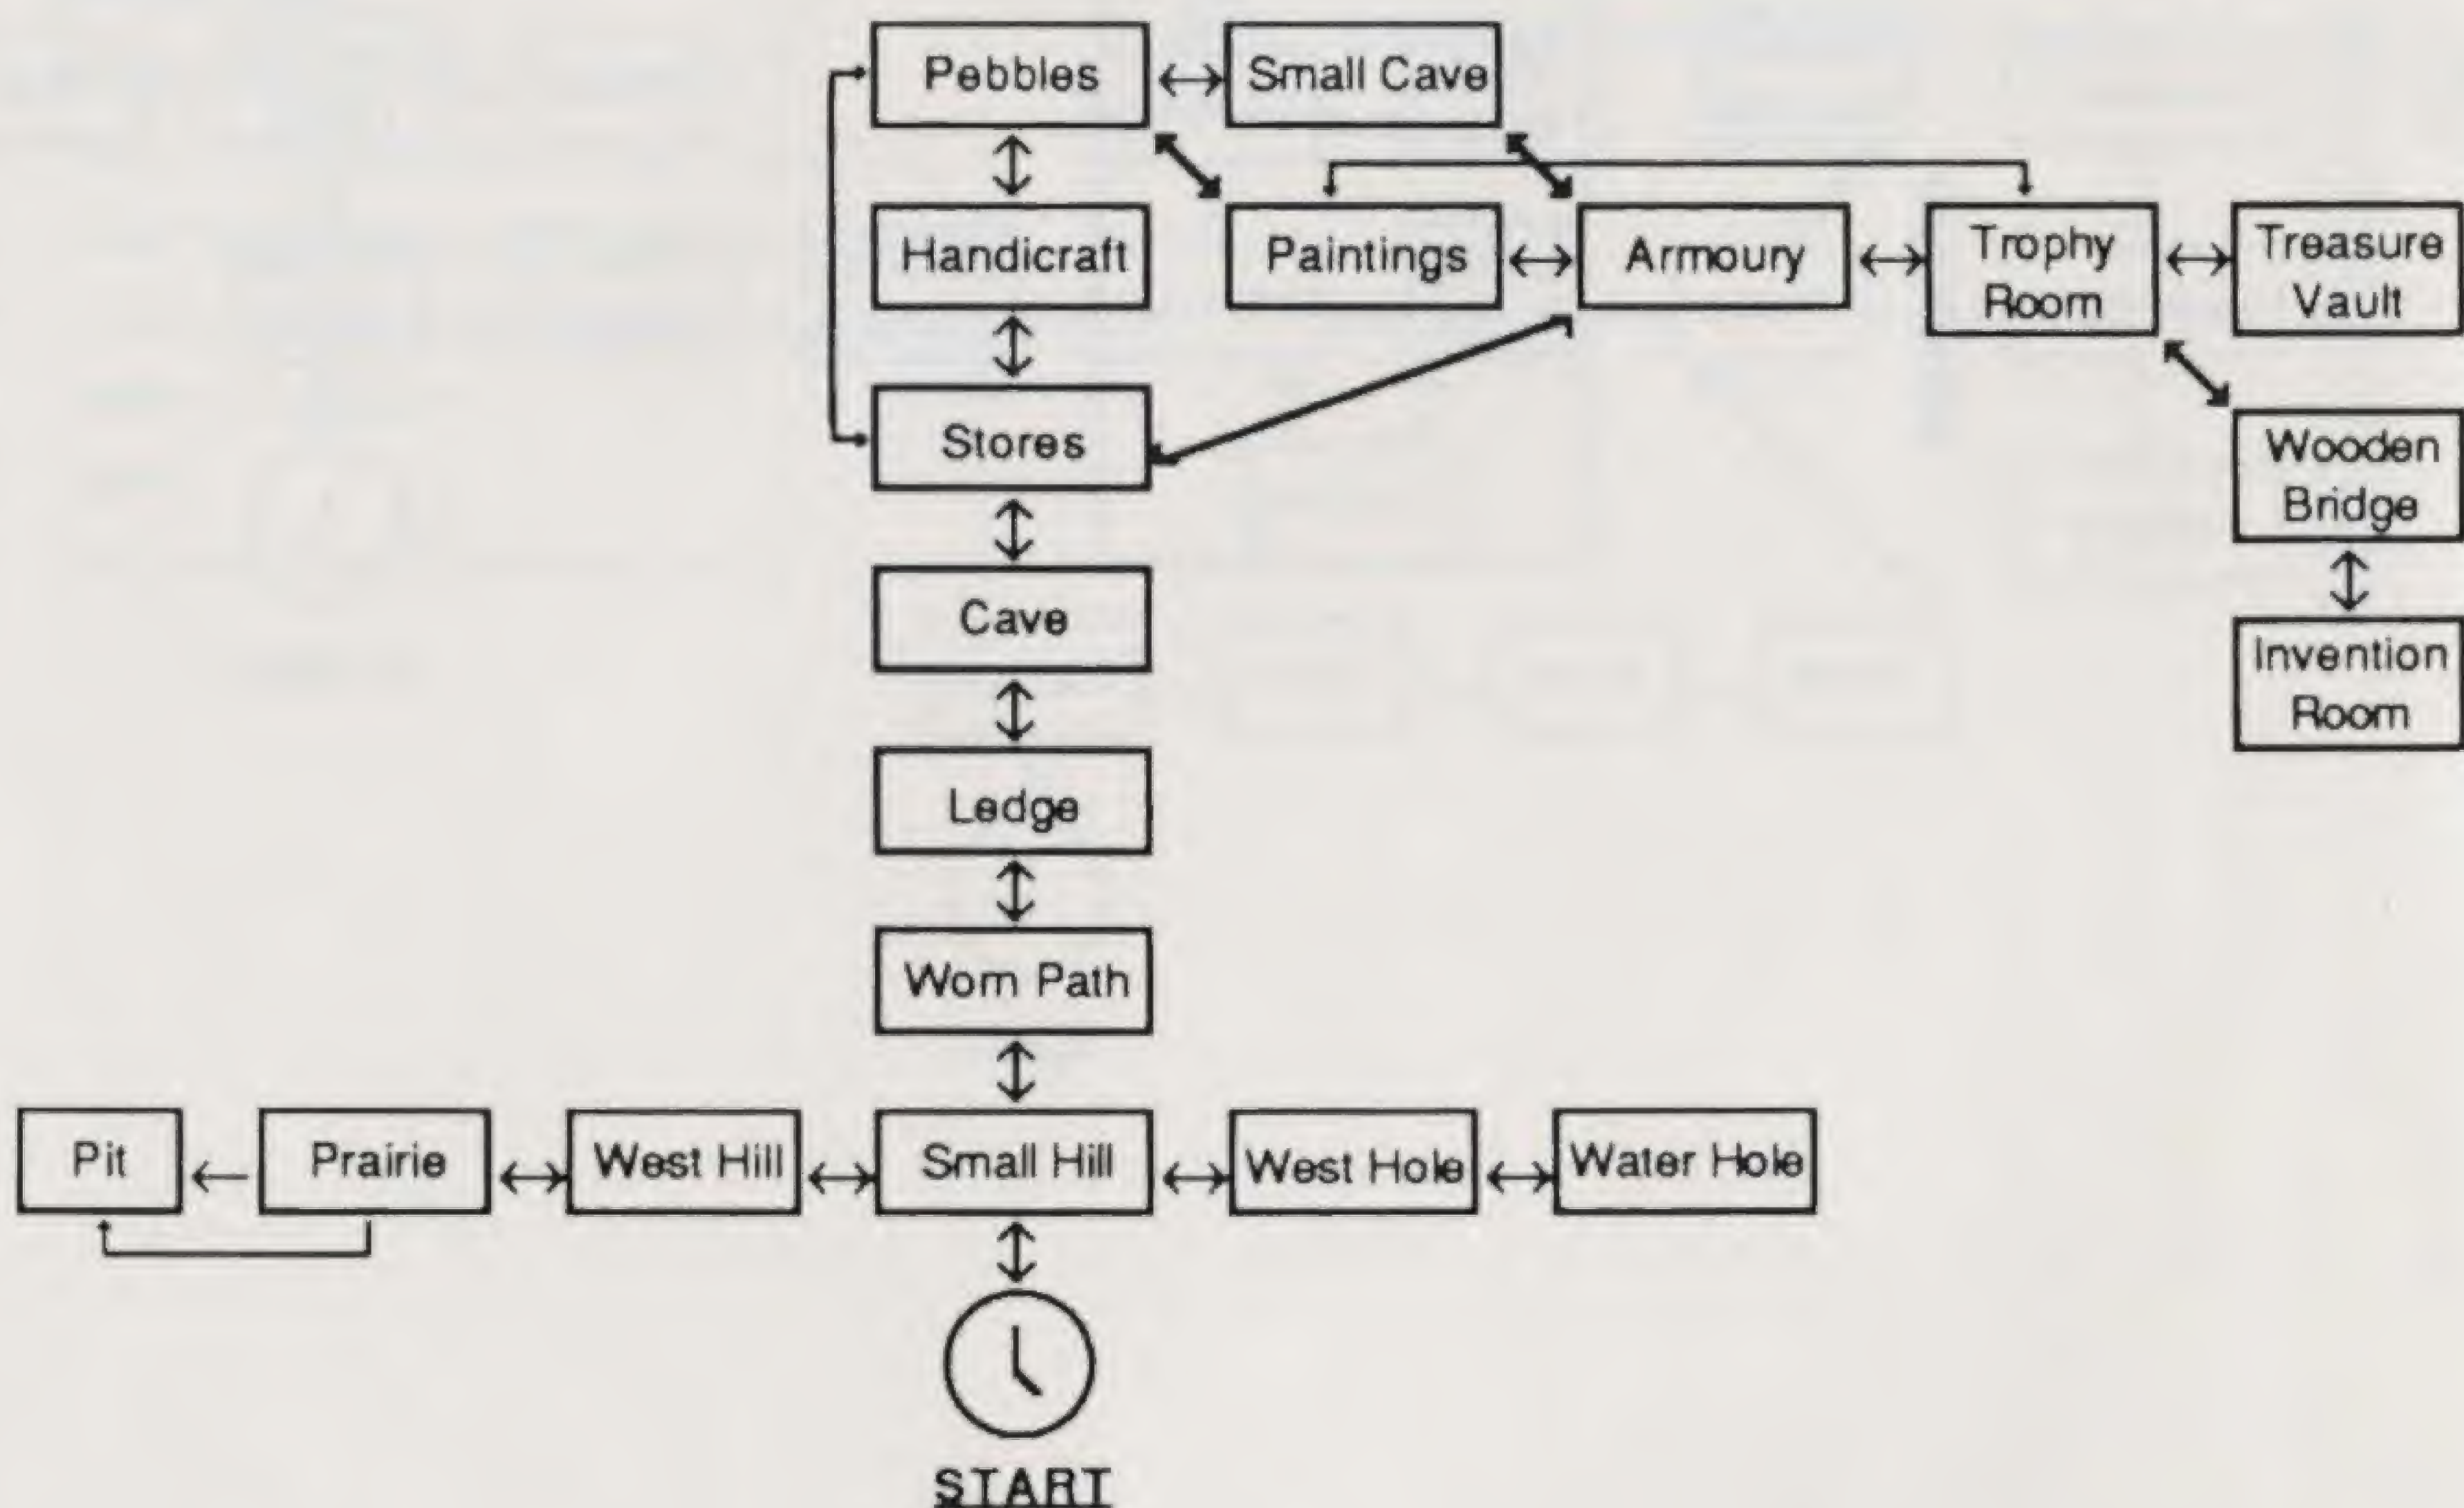 Pebbles
Small Cave
Handicraft
Paintings
Armoury
Trophy
Room
Treasure
Vault
Stores
Wooden
Bridge
Cave
Invention
Room
Ledge
Worn Path
Pit
Prairie
West Hill
Small Hill
West Hole
Water Hole
START